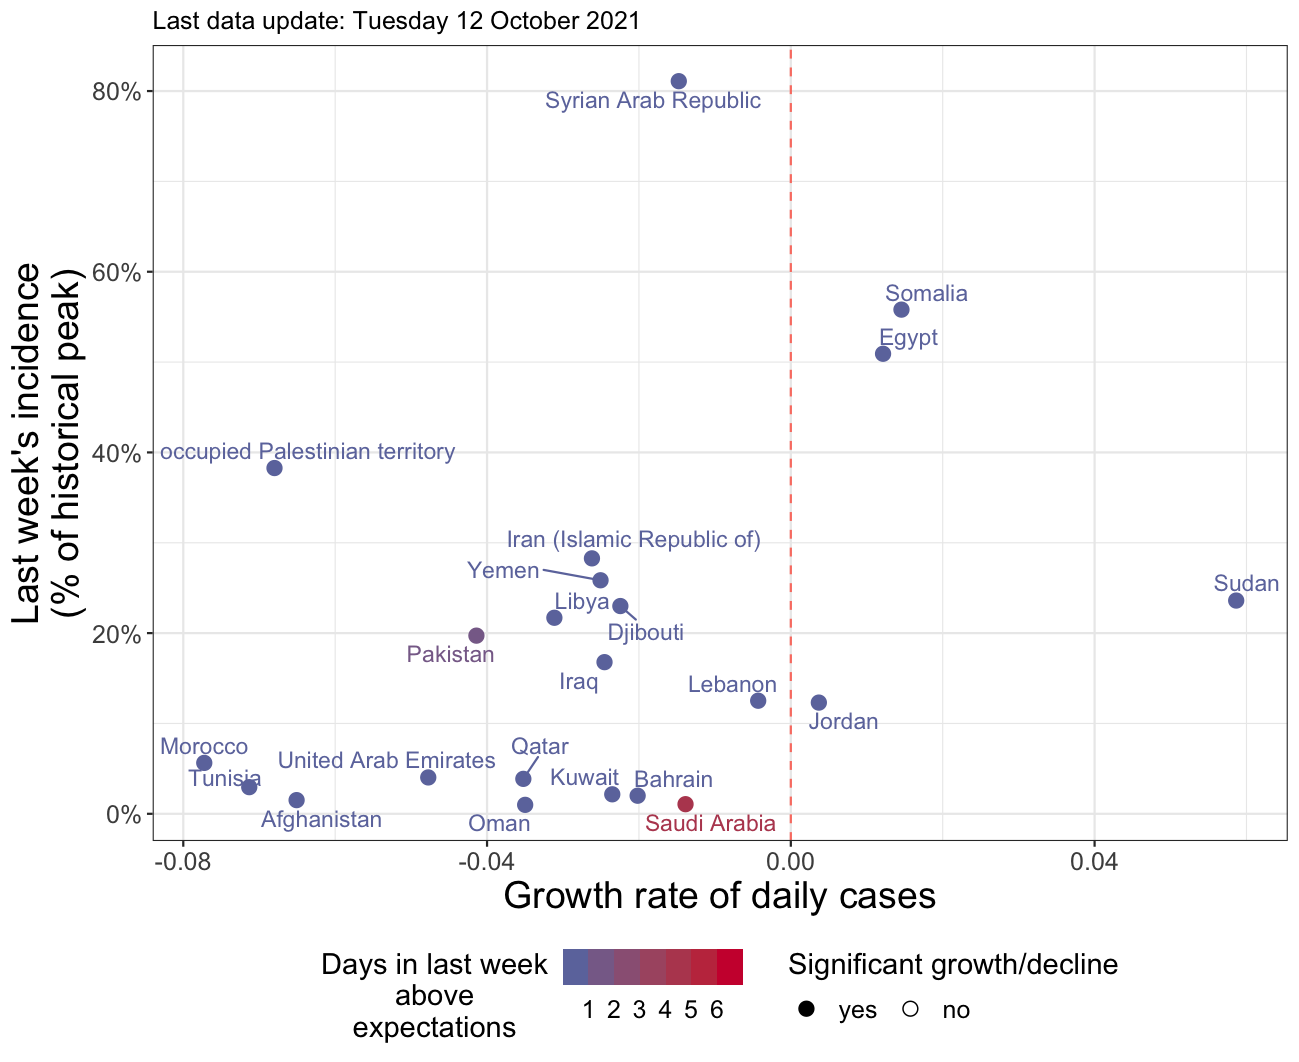 Last data update: Tuesday 12 October 2021
Last week's incidence
(% of historical peak)
80%
60%
40%
20%
0%
Syrian Arab Republic
Somalia
Egypt
occupied Palestinian territory
Iran (Islamic Republic of)
Yemen
Sudan
Libya
Djibouti
Pakistan
Iraq
Lebanon
Jordan
Morocco
Qatar
United Arab Emirates
Tunisia
Kuwait
Bahrain
Afghanistan
Oman
Saudi Arabia
-0.08
-0.04
0.00
0.04
Growth rate of daily cases
Days in last week
above
expectations
1 2 3 4 5 6
Significant growth/decline
yes
no